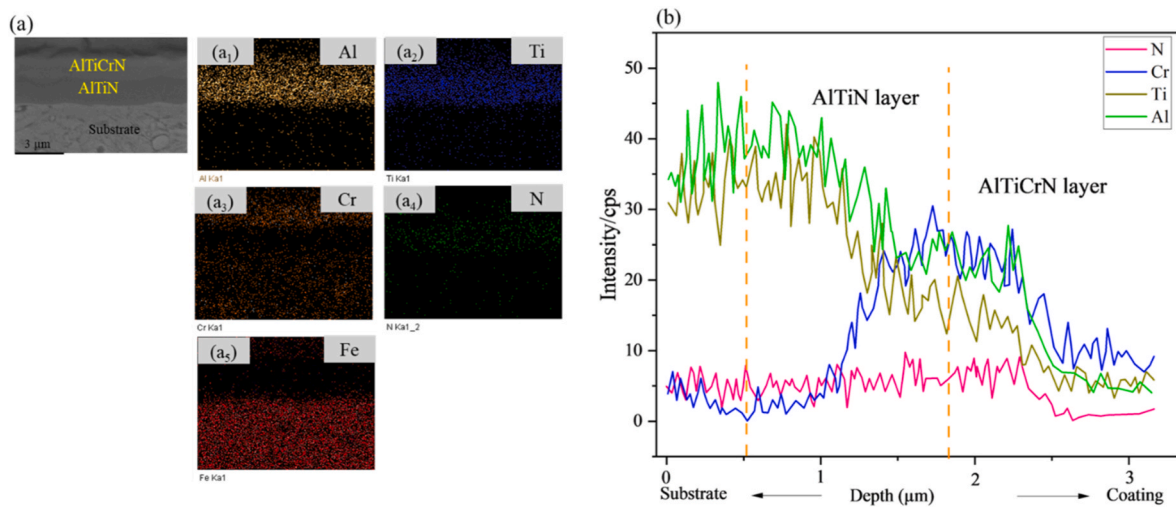 (a)
AlTiCrN
AlTiN
Substrate
3 μm
(a1)
Al
Al Ka1
(a2)
Ti
Ti Ka1
(a3)
Cr
Cr Ka1
(a4)
N
N Ka1_2
(a5)
Fe
Fe Ka1
(b)
N
Cr
Ti
Al
AlTiN layer
AlTiCrN layer
Intensity/cps
50
40
30
20
10
0
0 1 2 3
Substrate Depth (μm) Coating